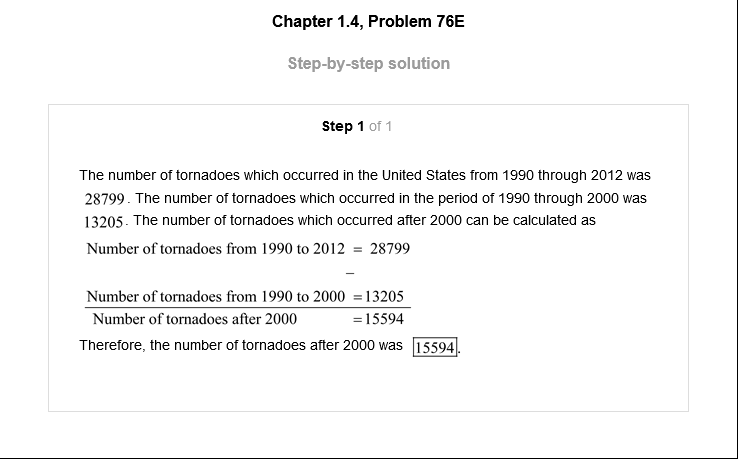 Chapter 1.4, Problem 76E
Step-by-step solution
Step 1 of 1
The number of tornadoes which occurred in the United States from 1990 through 2012 was
28799. The number of tornadoes which occurred in the period of 1990 through 2000 was
13205. The number of tornadoes which occurred after 2000 can be calculated as
Number of tornadoes from 1990 to 2012 = 28799
−
Number of tornadoes from 1990 to 2000 =13205
Number of tornadoes after 2000 =15594
Therefore, the number of tornadoes after 2000 was 15594.